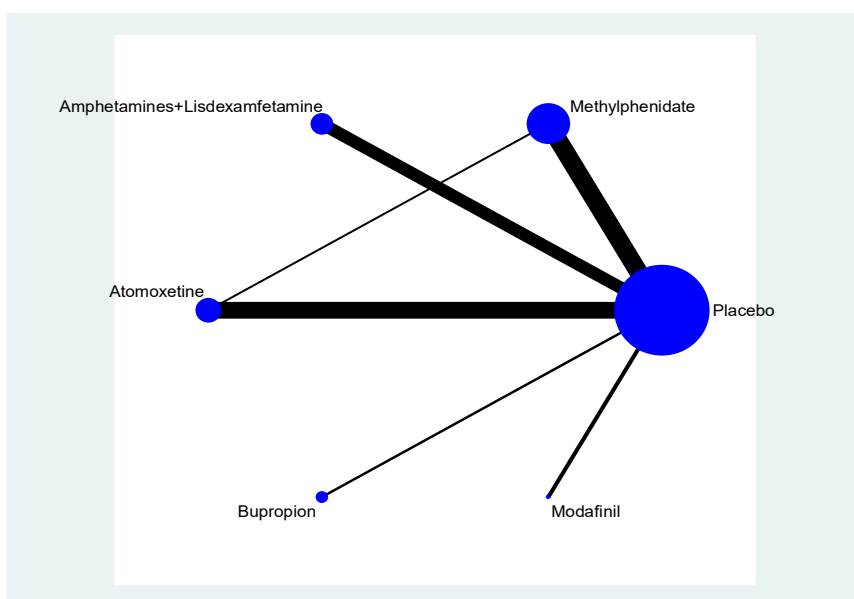 Amphetamines+Lisdexamfetamine
Methylphenidate
Atomoxetine
Placebo
Bupropion
Modafinil